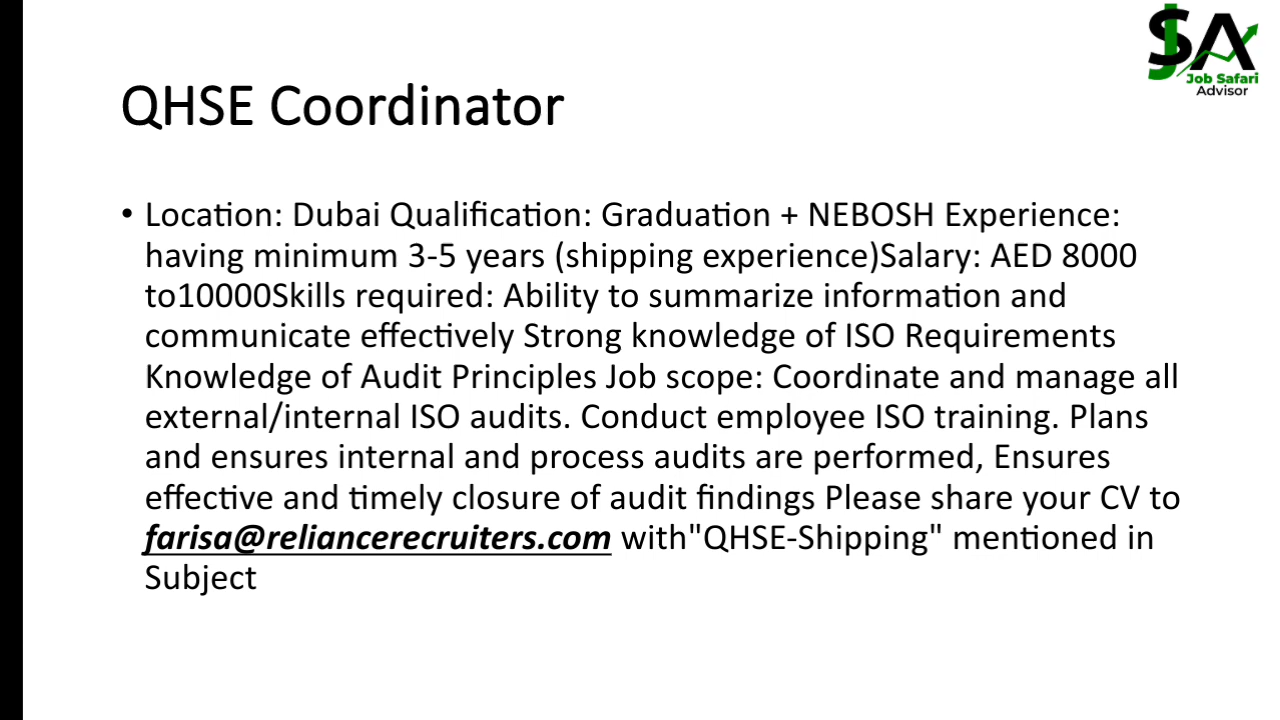 SJA
Job Safari
Advisor
QHSE Coordinator
• Location: Dubai Qualification: Graduation + NEBOSH Experience:
having minimum 3-5 years (shipping experience)Salary: AED 8000
to10000Skills required: Ability to summarize information and
communicate effectively Strong knowledge of ISO Requirements
Knowledge of Audit Principles Job scope: Coordinate and manage all
external/internal ISO audits. Conduct employee ISO training. Plans
and ensures internal and process audits are performed, Ensures
effective and timely closure of audit findings Please share your CV to
farisa@reliancerecruiters.com with"QHSE-Shipping" mentioned in
Subject